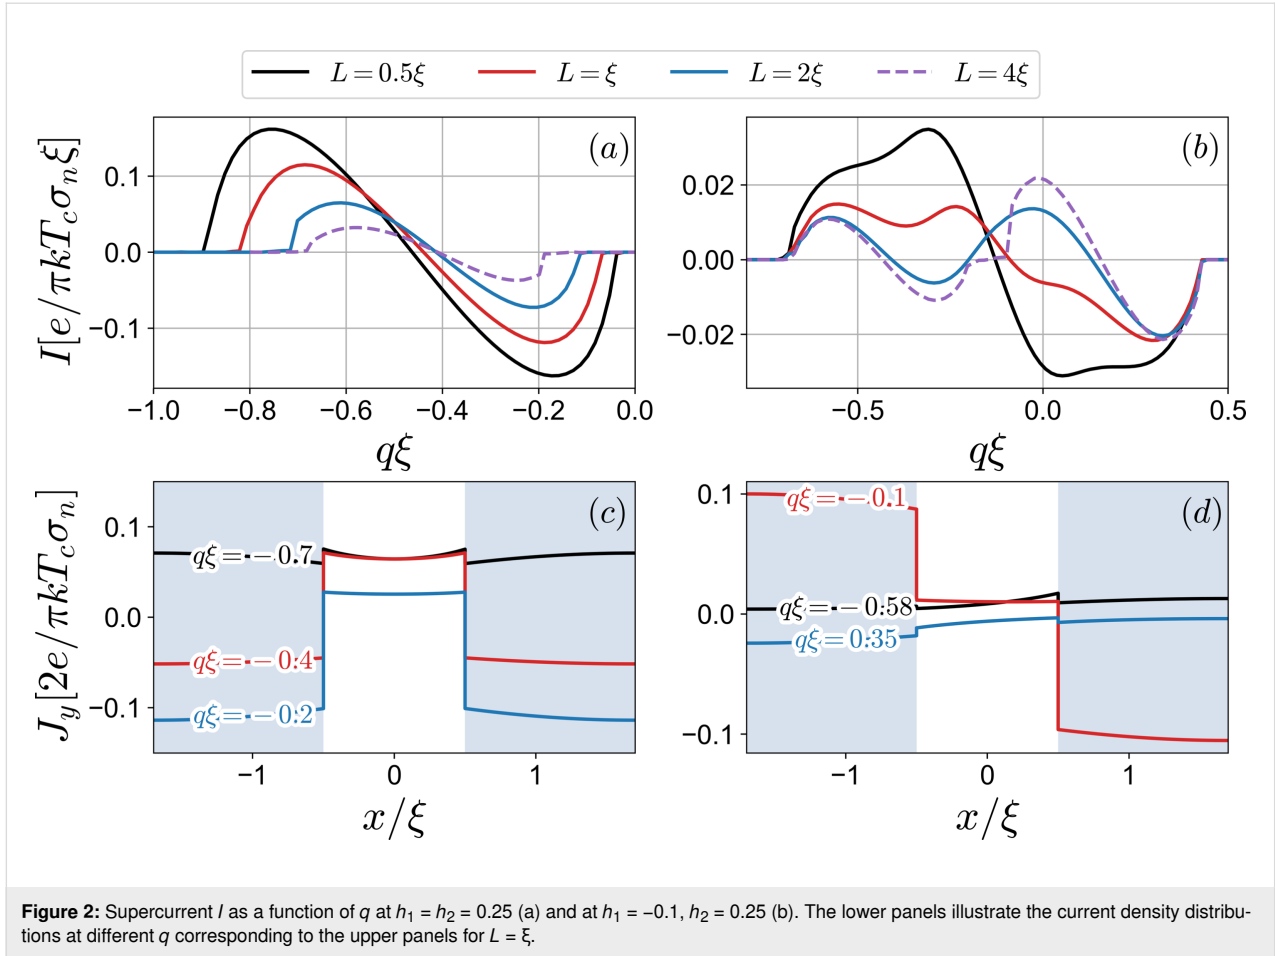 L = 0.5ξ L = ξ L = 2ξ L = 4ξ
I[e/πkT_cσ_nξ]
0.1
0.0
−0.1
(a)
−1.0 −0.8 −0.6 −0.4 −0.2 0.0
qξ
0.02
0.00
−0.02
(b)
−0.5 0.0 0.5
qξ
J_y[2e/πkT_cσ_n]
0.1
0.0
−0.1
(c)
qξ = −0.7
qξ = −0.4
qξ = −0.2
−1 0 1
x/ξ
0.1
0.0
−0.1
(d)
qξ = −0.1
qξ = −0.58
qξ = 0.35
−1 0 1
x/ξ
Figure 2: Supercurrent I as a function of q at h₁ = h₂ = 0.25 (a) and at h₁ = −0.1, h₂ = 0.25 (b). The lower panels illustrate the current density distribu-
tions at different q corresponding to the upper panels for L = ξ.